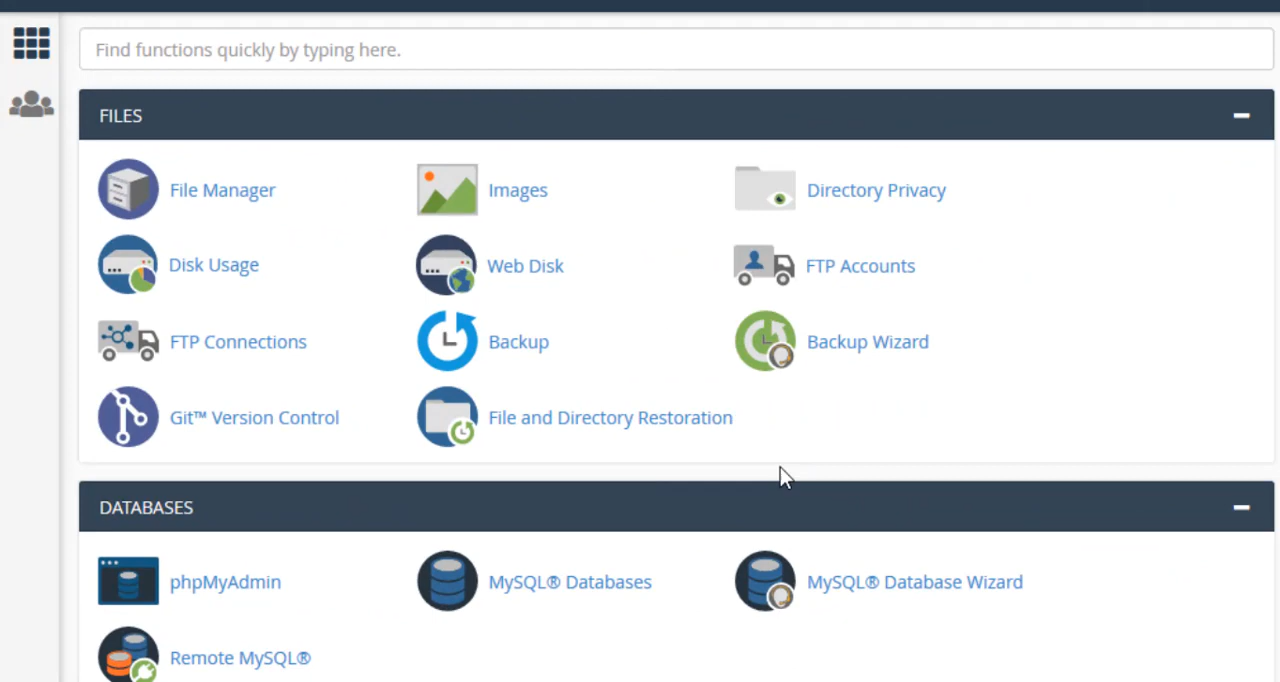 Find functions quickly by typing here.
FILES
File Manager
Images
Directory Privacy
Disk Usage
Web Disk
FTP Accounts
FTP Connections
Backup
Backup Wizard
Git™ Version Control
File and Directory Restoration
DATABASES
phpMyAdmin
MySQL® Databases
MySQL® Database Wizard
Remote MySQL®